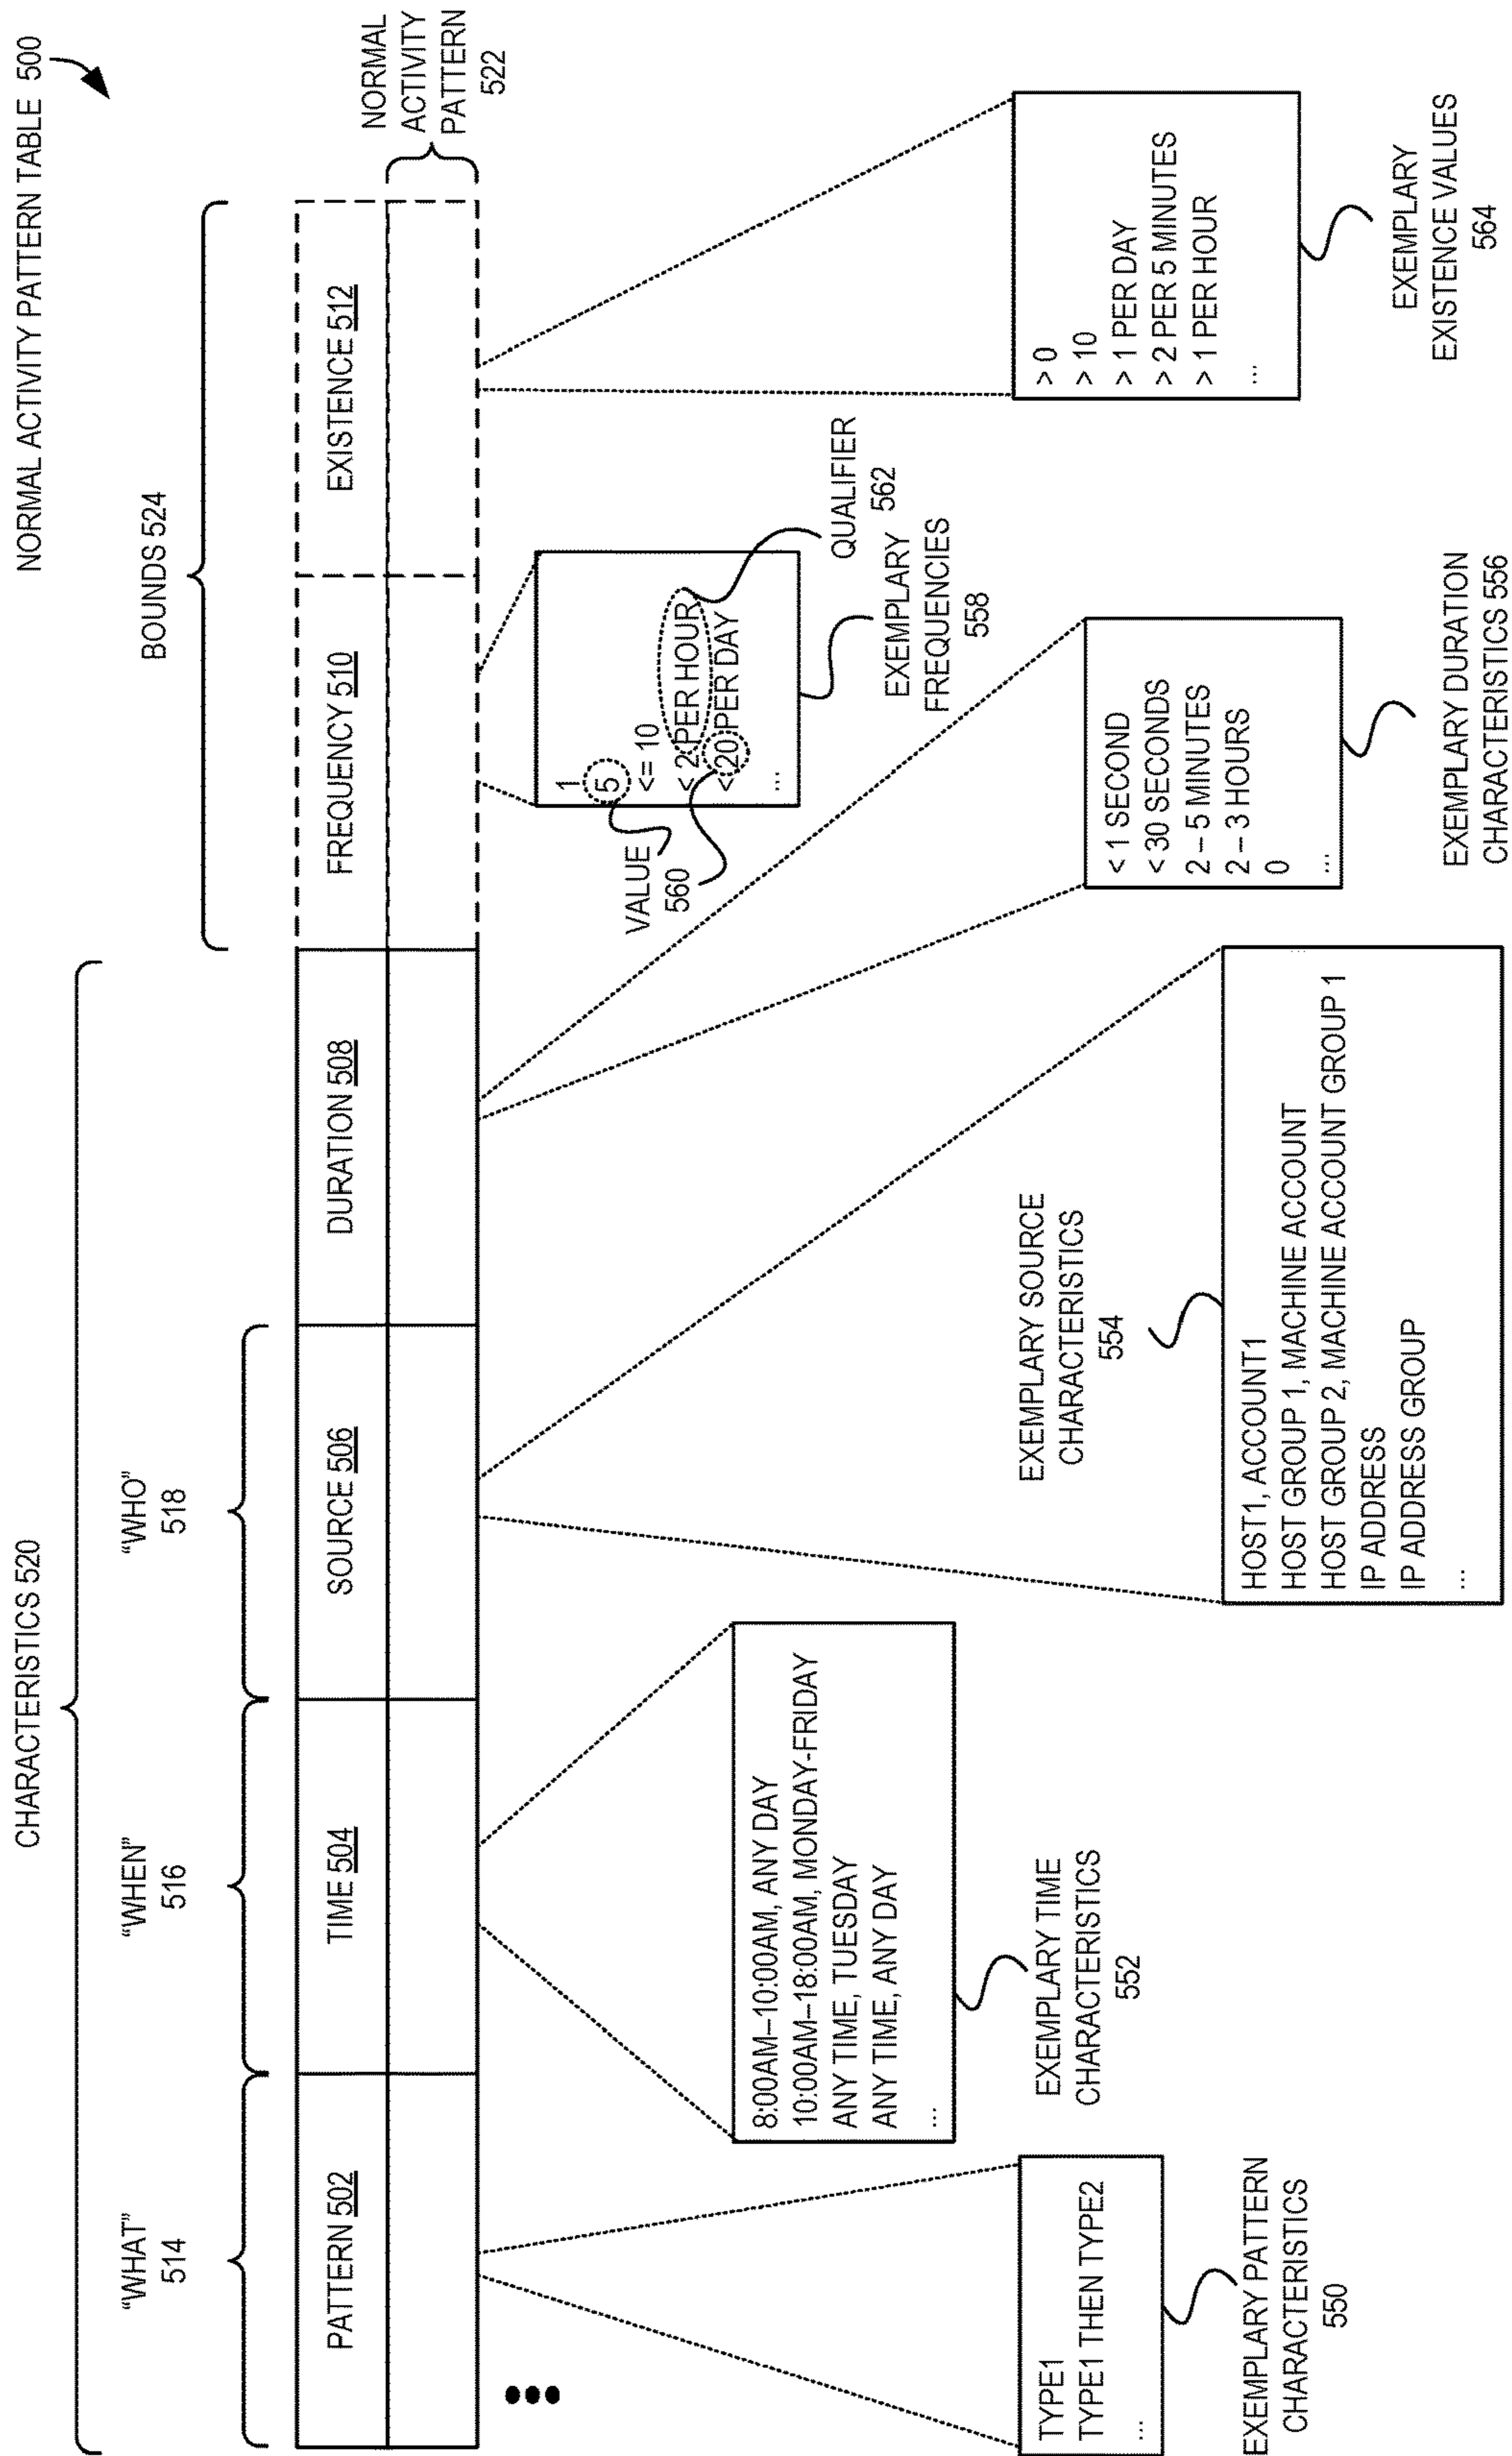 NORMAL ACTIVITY PATTERN TABLE 500
CHARACTERISTICS 520
BOUNDS 524
“WHAT”
514
“WHEN”
516
“WHO”
518
PATTERN 502
TIME 504
SOURCE 506
DURATION 508
FREQUENCY 510
EXISTENCE 512
NORMAL
ACTIVITY
PATTERN
522
•••
TYPE1
TYPE1 THEN TYPE2
...
EXEMPLARY PATTERN
CHARACTERISTICS
550
8:00AM–10:00AM, ANY DAY
10:00AM–18:00AM, MONDAY-FRIDAY
ANY TIME, TUESDAY
ANY TIME, ANY DAY
...
EXEMPLARY TIME
CHARACTERISTICS
552
EXEMPLARY SOURCE
CHARACTERISTICS
554
HOST1, ACCOUNT1
HOST GROUP 1, MACHINE ACCOUNT
HOST GROUP 2, MACHINE ACCOUNT GROUP 1
IP ADDRESS
IP ADDRESS GROUP
...
VALUE
560
1
5
<= 10
< 2 PER HOUR
<20 PER DAY
...
QUALIFIER
562
EXEMPLARY
FREQUENCIES
558
< 1 SECOND
< 30 SECONDS
2 – 5 MINUTES
2 – 3 HOURS
0
...
EXEMPLARY DURATION
CHARACTERISTICS 556
> 0
> 10
> 1 PER DAY
> 2 PER 5 MINUTES
> 1 PER HOUR
...
EXEMPLARY
EXISTENCE VALUES
564